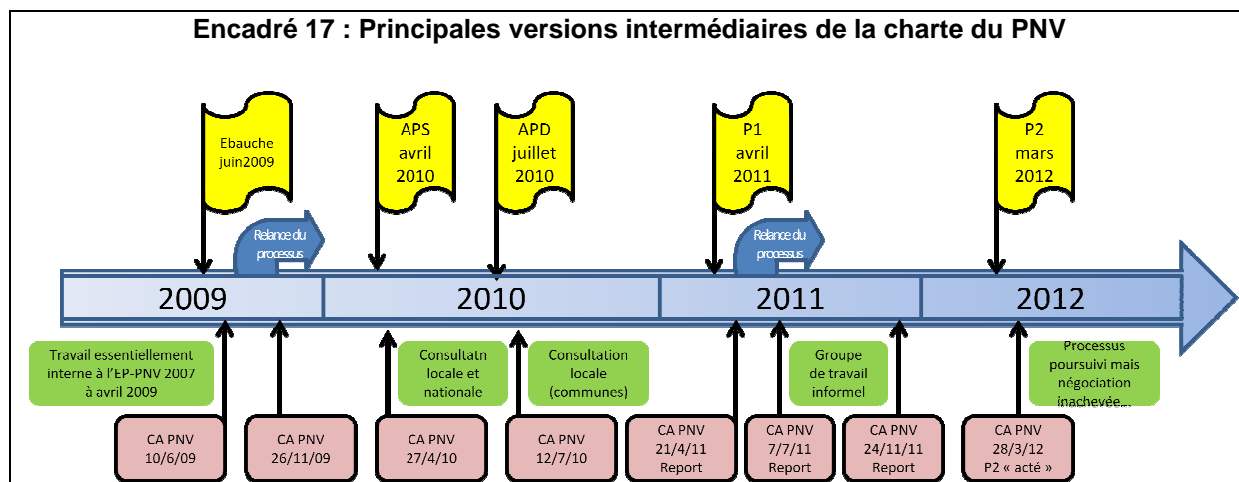 Encadré 17 : Principales versions intermédiaires de la charte du PNV
Ebauche
juin2009
APS
avril
2010
APD
juillet
2010
P1
avril
2011
P2
mars
2012
Relance du
processus
Relance du
processus
2009
2010
2011
2012
Travail essentiellement
interne à l'EP-PNV 2007
à avril 2009
Consultatn
locale et
nationale
Consultation
locale
(communes)
Groupe
de travail
informel
Processus
poursuivi mais
négociation
inachevée
CA PNV
10/6/09
CA PNV
26/11/09
CA PNV
27/4/10
CA PNV
12/7/10
CA PNV
21/4/11
Report
CA PNV
7/7/11
Report
CA PNV
24/11/11
Report
CA PNV
28/3/12
P2 « acté »